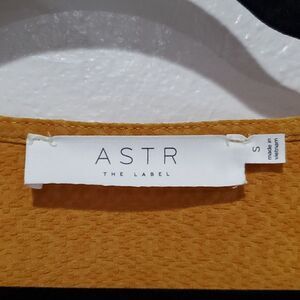 ASTR
THE LABEL
S
made in
vietnam